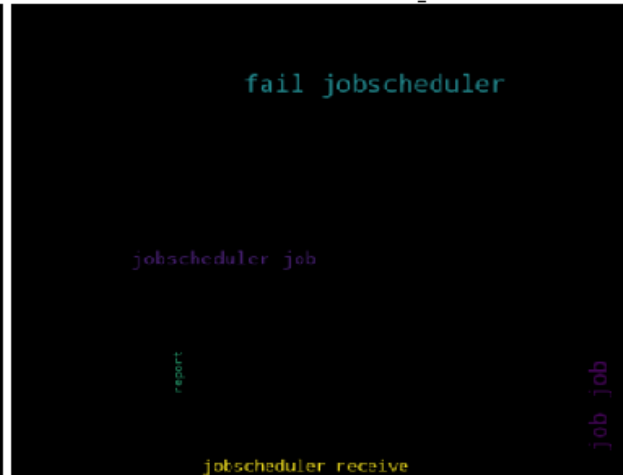 fail jobscheduler
jobscheduler job
report
job job
jobscheduler receive